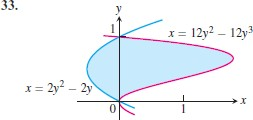 33.
y
1
x = 12y² − 12y³
x = 2y² − 2y
x
0
1